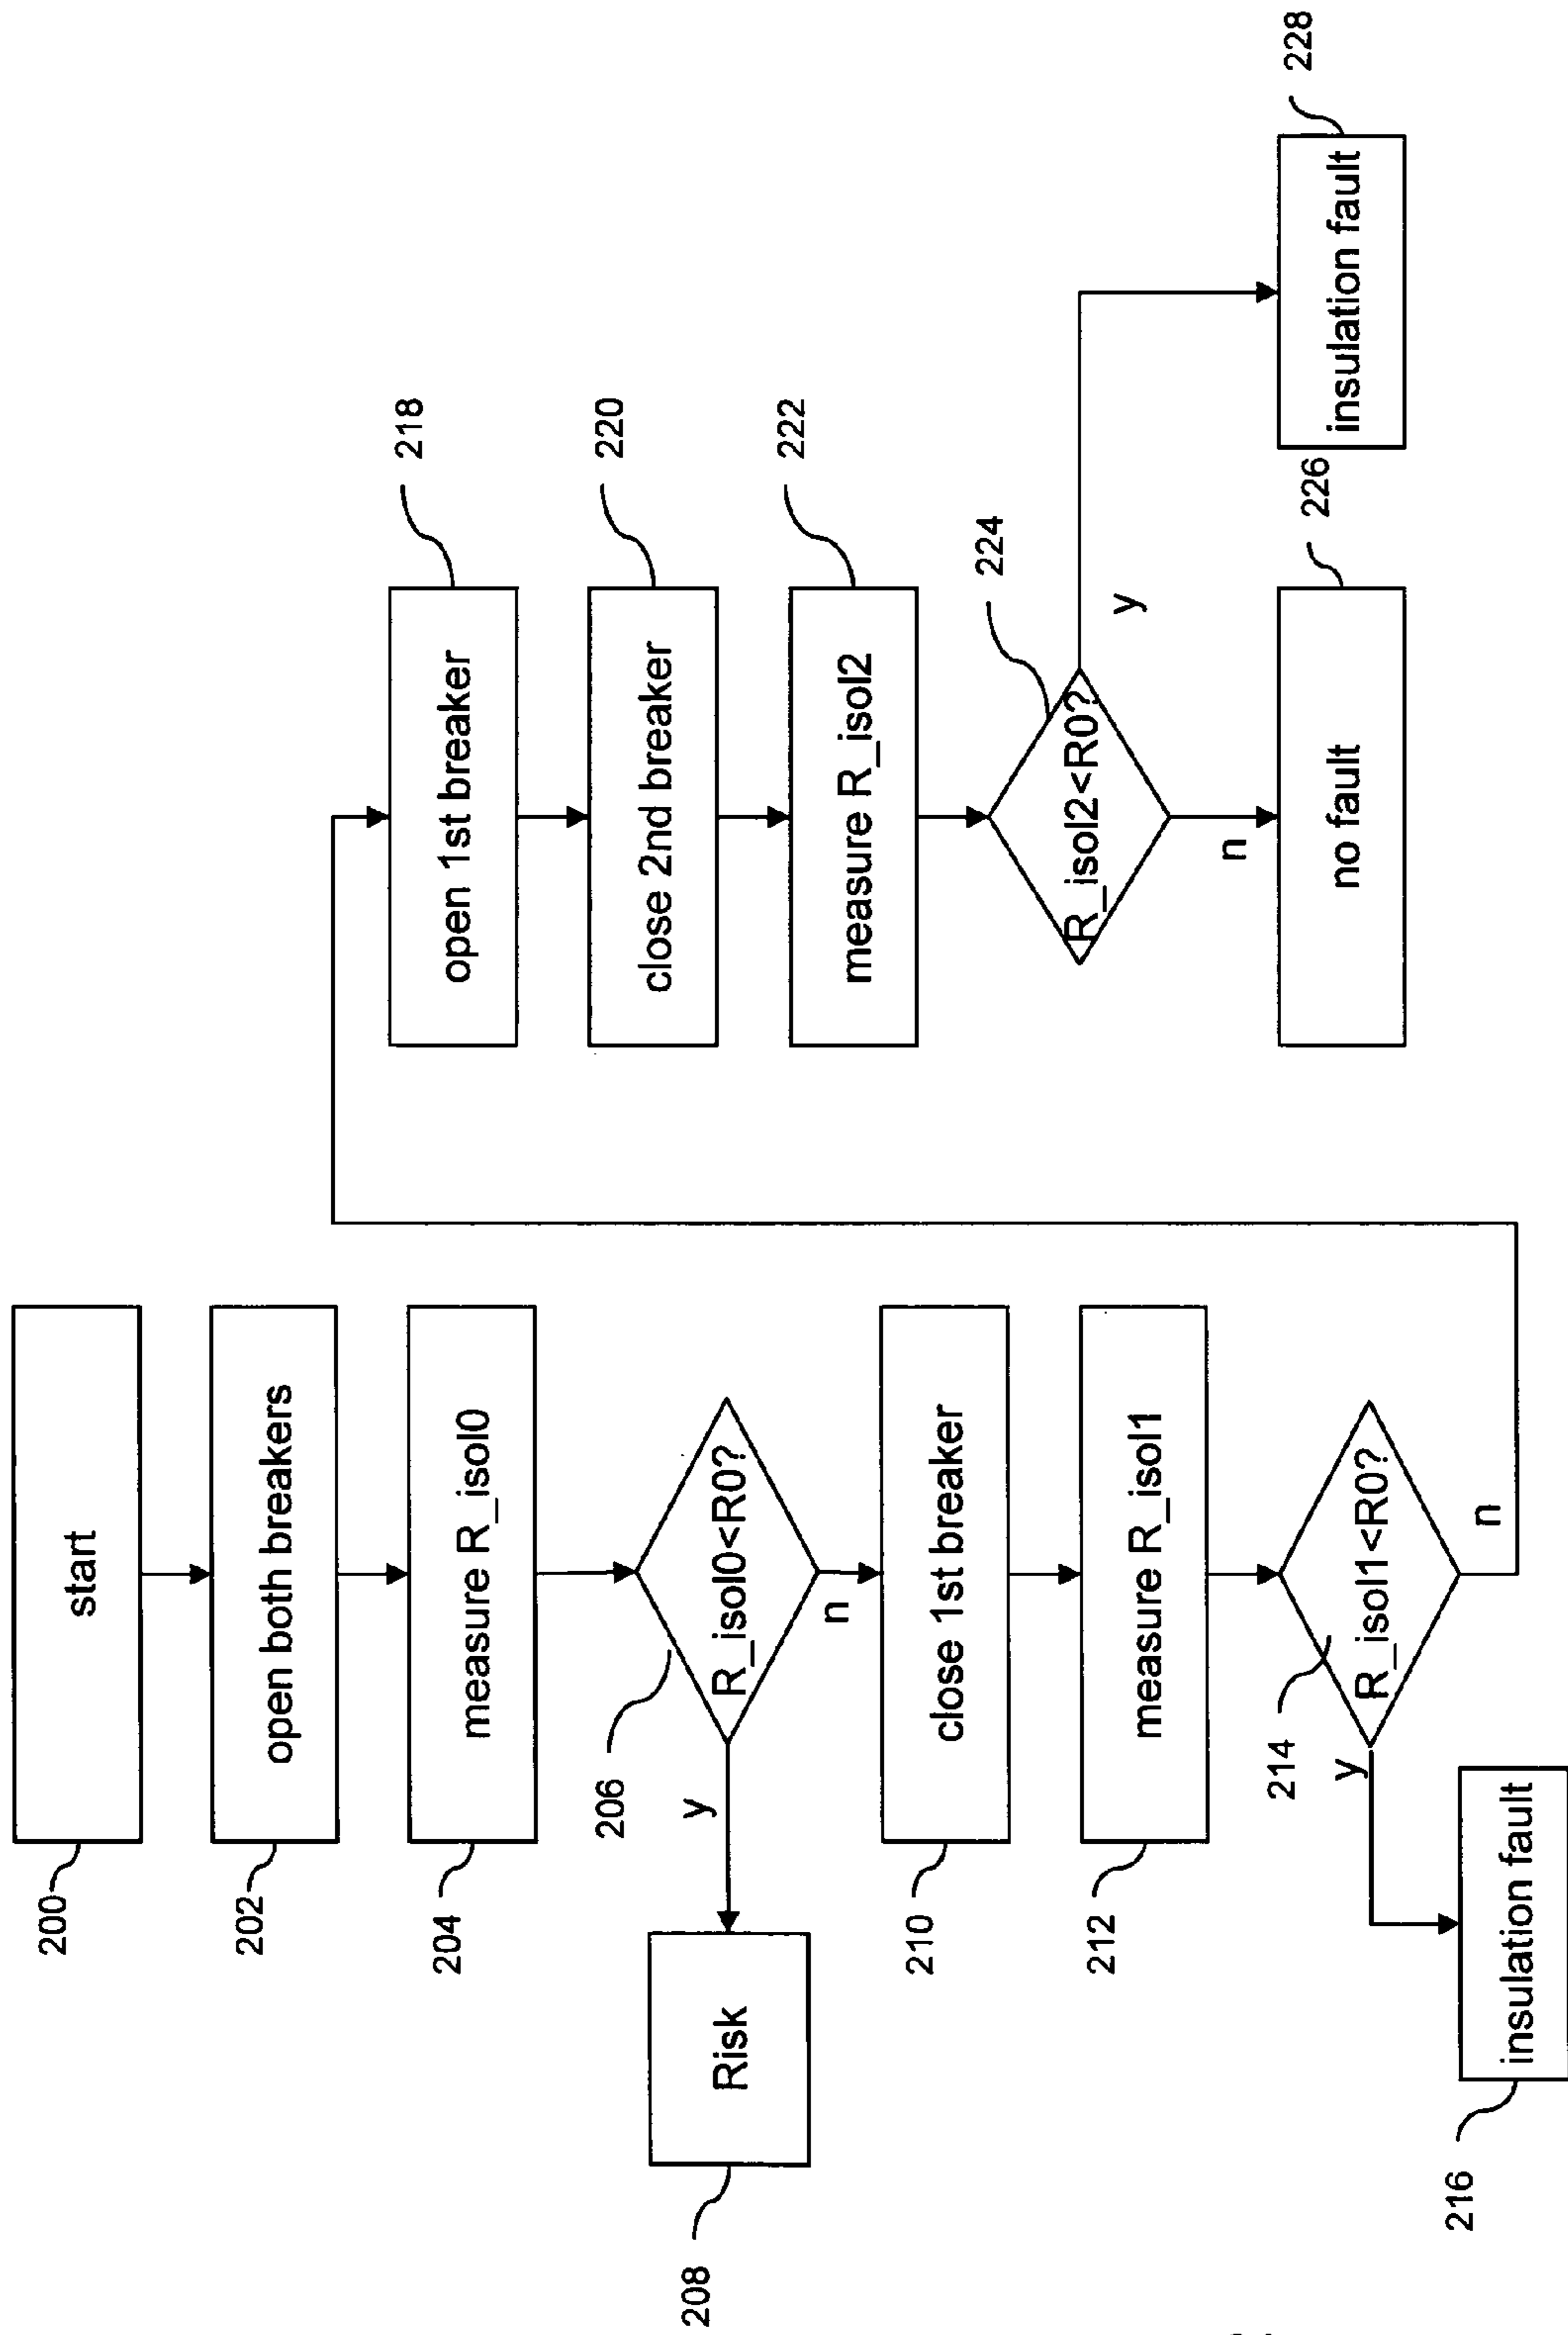 start
200
open both breakers
202
measure R_isol0
204
R_isol0<R0?
206
y
Risk
208
n
close 1st breaker
210
measure R_isol1
212
R_isol1<R0?
214
y
insulation fault
216
n
open 1st breaker
218
close 2nd breaker
220
measure R_isol2
222
R_isol2<R0?
224
n
no fault
226
y
insulation fault
228